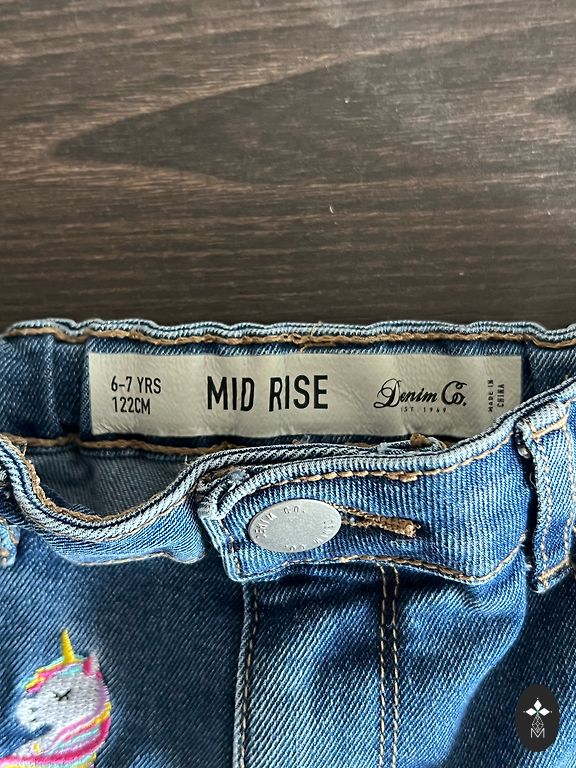 6-7 YRS
122CM
MID RISE
Denim Co.
EST. 1969
MADE IN
CHINA
M